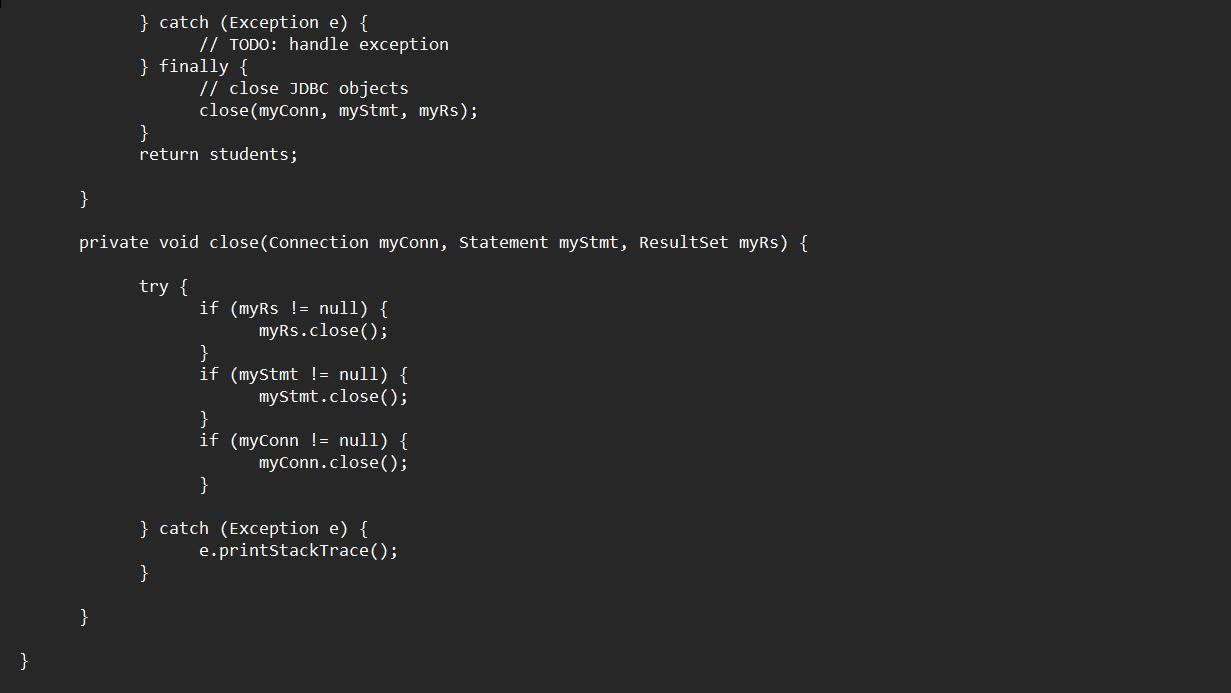 } catch (Exception e) {
// TODO: handle exception
} finally {
// close JDBC objects
close(myConn, myStmt, myRs);
}
return students;
}
private void close(Connection myConn, Statement myStmt, ResultSet myRs) {
try {
if (myRs != null) {
myRs.close();
}
if (myStmt != null) {
myStmt.close();
}
if (myConn != null) {
myConn.close();
}
} catch (Exception e) {
e.printStackTrace();
}
}
}